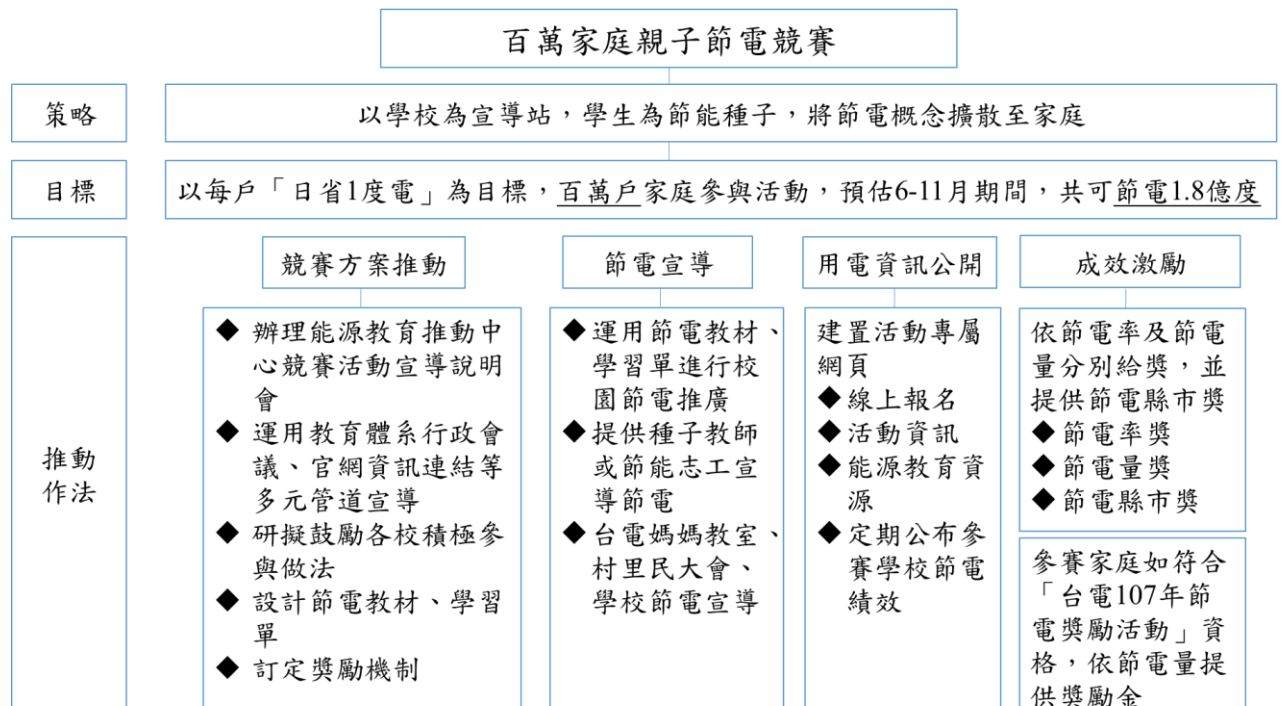 百萬家庭親子節電競賽
策略
以學校為宣導站，學生為節能種子，將節電概念擴散至家庭
目標
以每戶「日省1度電」為目標，百萬戶家庭參與活動，預估6-11月期間，共可節電1.8億度
推動
作法
競賽方案推動
◆ 辦理能源教育推動中
心競賽活動宣導說明
會
◆ 運用教育體系行政會
議、官網資訊連結等
多元管道宣導
◆ 研擬鼓勵各校積極參
與做法
◆ 設計節電教材、學習
單
◆ 訂定獎勵機制
節電宣導
◆運用節電教材、
學習單進行校
園節電推廣
◆提供種子教師
或節能志工宣
導節電
◆台電媽媽教室、
村里民大會、
學校節電宣導
用電資訊公開
建置活動專屬
網頁
◆線上報名
◆活動資訊
◆能源教育資
源
◆定期公布參
賽學校節電
績效
成效激勵
依節電率及節電
量分別給獎，並
提供節電縣市獎
◆節電率獎
◆節電量獎
◆節電縣市獎
參賽家庭如符合
「台電107年節
電獎勵活動」資
格，依節電量提
供獎勵金